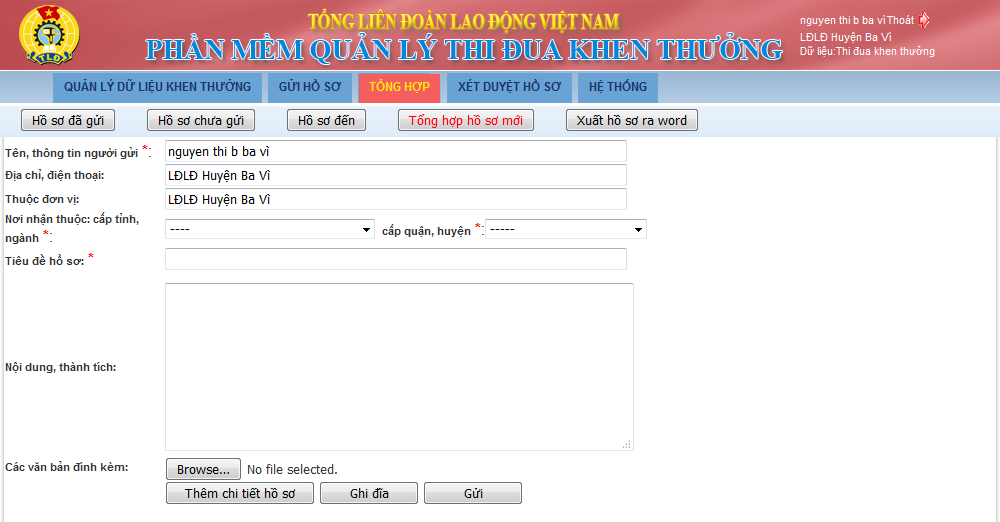 TỔNG LIÊN ĐOÀN LAO ĐỘNG VIỆT NAM
PHẦN MỀM QUẢN LÝ THI ĐUA KHEN THƯỞNG
nguyen thi b ba vì Thoát
LĐLĐ Huyện Ba Vì
Dữ liệu:Thi đua khen thưởng
TLĐ
QUẢN LÝ DỮ LIỆU KHEN THƯỞNG GỬI HỒ SƠ TỔNG HỢP XÉT DUYỆT HỒ SƠ HỆ THỐNG
Hồ sơ đã gửi Hồ sơ chưa gửi Hồ sơ đến Tổng hợp hồ sơ mới Xuất hồ sơ ra word
Tên, thông tin người gửi *: nguyen thi b ba vì
Địa chỉ, điện thoại: LĐLĐ Huyện Ba Vì
Thuộc đơn vị: LĐLĐ Huyện Ba Vì
Nơi nhận thuộc: cấp tỉnh,
ngành *: ---- cấp quận, huyện *: -----
Tiêu đề hồ sơ: *
Nội dung, thành tích:
Các văn bản đính kèm: Browse... No file selected.
Thêm chi tiết hồ sơ Ghi đĩa Gửi